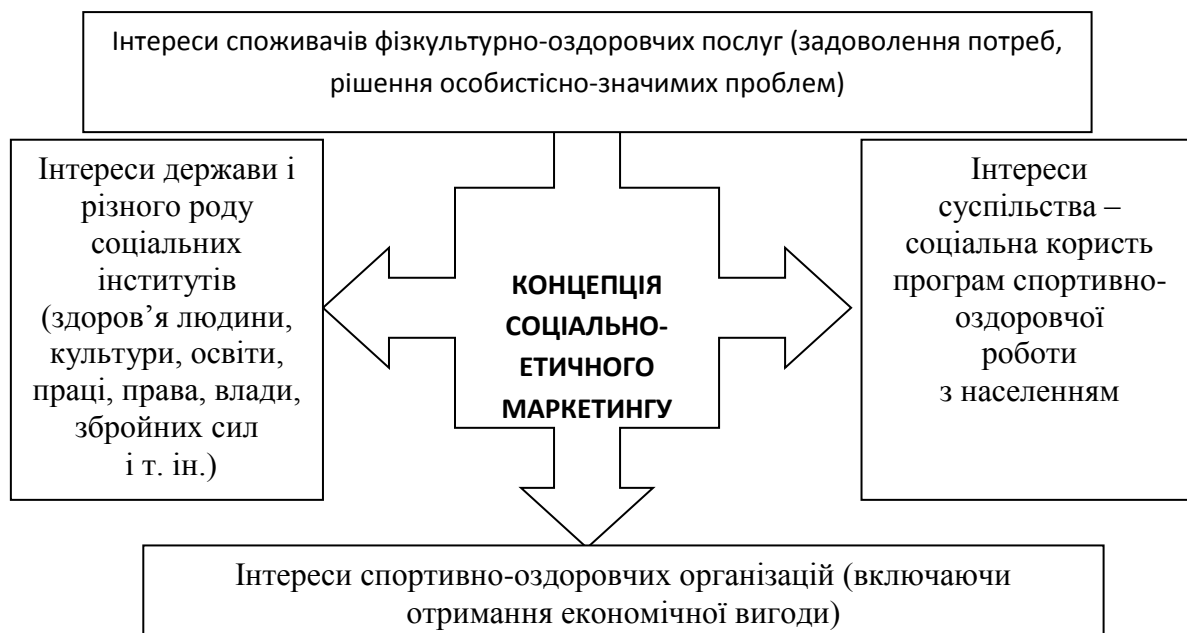 Інтереси споживачів фізкультурно-оздоровчих послуг (задоволення потреб,
рішення особистісно-значимих проблем)
Інтереси держави і
різного роду
соціальних
інститутів
(здоров’я людини,
культури, освіти,
праці, права, влади,
збройних сил
і т. ін.)
КОНЦЕПЦІЯ
СОЦІАЛЬНО-
ЕТИЧНОГО
МАРКЕТИНГУ
Інтереси
суспільства –
соціальна користь
програм спортивно-
оздоровчої
роботи
з населенням
Інтереси спортивно-оздоровчих організацій (включаючи
отримання економічної вигоди)